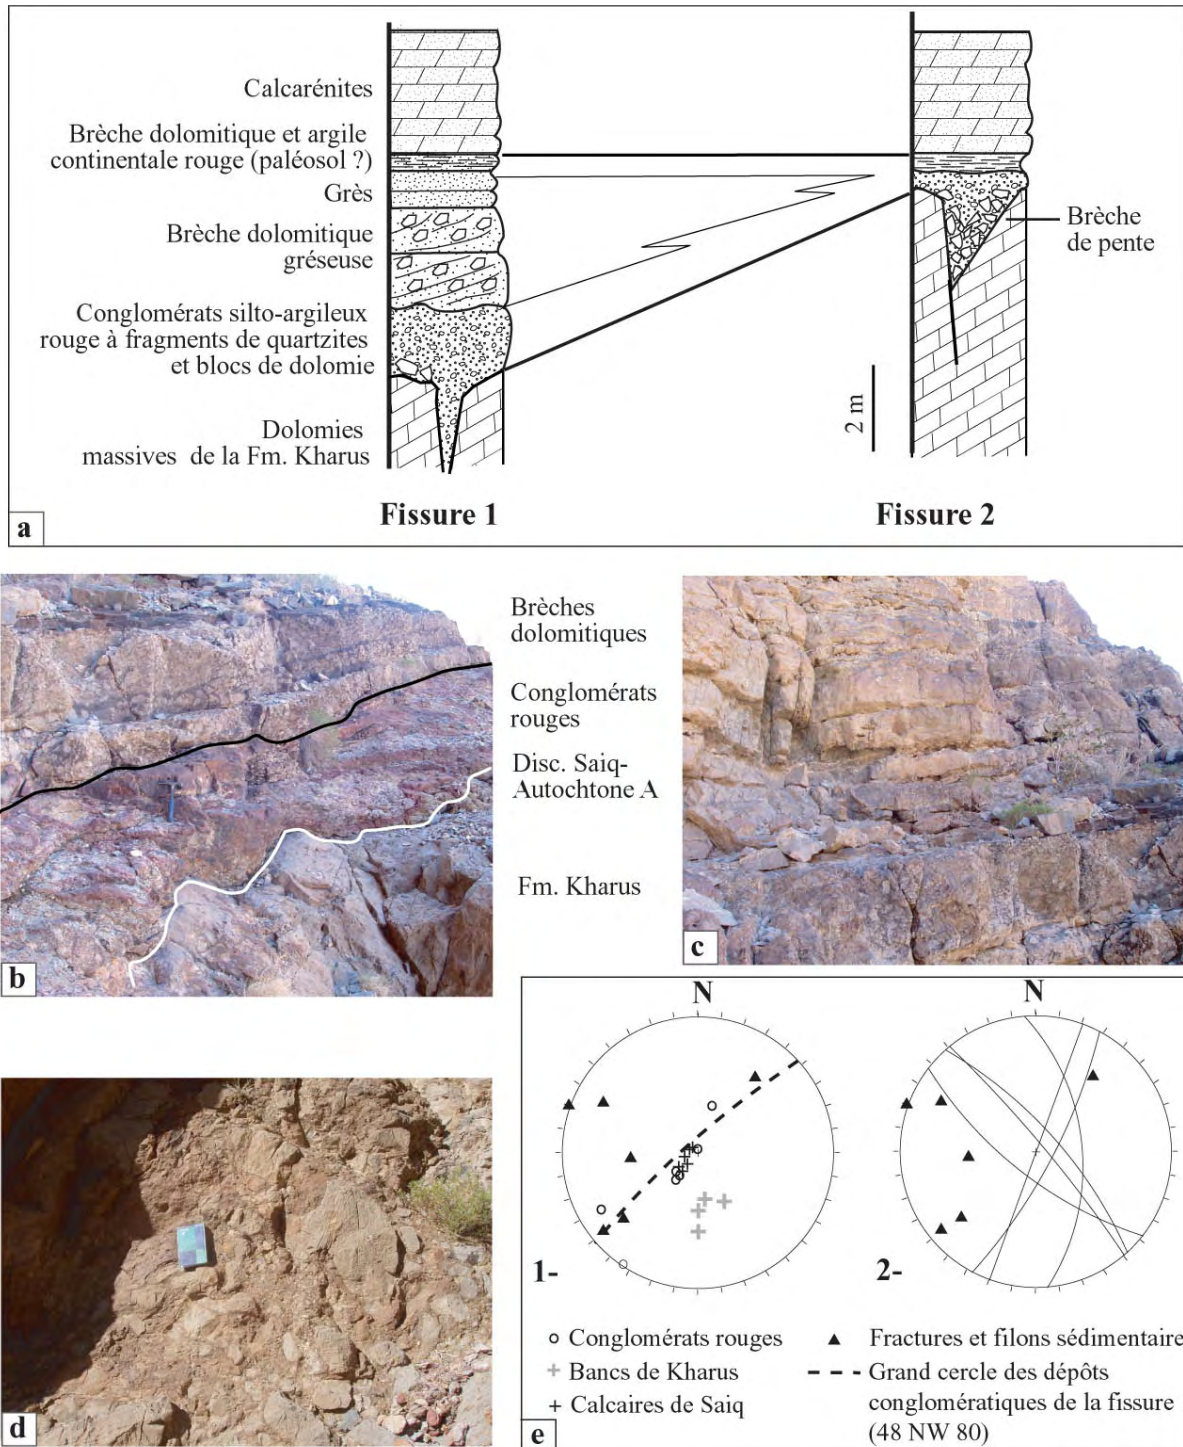 Calcarénites
Brèche dolomitique et argile
continentale rouge (paléosol ?)
Grès
Brèche dolomitique
gréseuse
Conglomérats silto-argileux
rouge à fragments de quartzites
et blocs de dolomie
Dolomies
massives de la Fm. Kharus
Brèche
de pente
2 m
Fissure 1
Fissure 2
a
Brèches
dolomitiques
Conglomérats
rouges
Disc. Saiq-
Autochtone A
Fm. Kharus
b
c
d
N
N
1-
2-
Conglomérats rouges
Bancs de Kharus
Calcaires de Saiq
Fractures et filons sédimentaire
Grand cercle des dépôts
conglomératiques de la fissure
(48 NW 80)
e